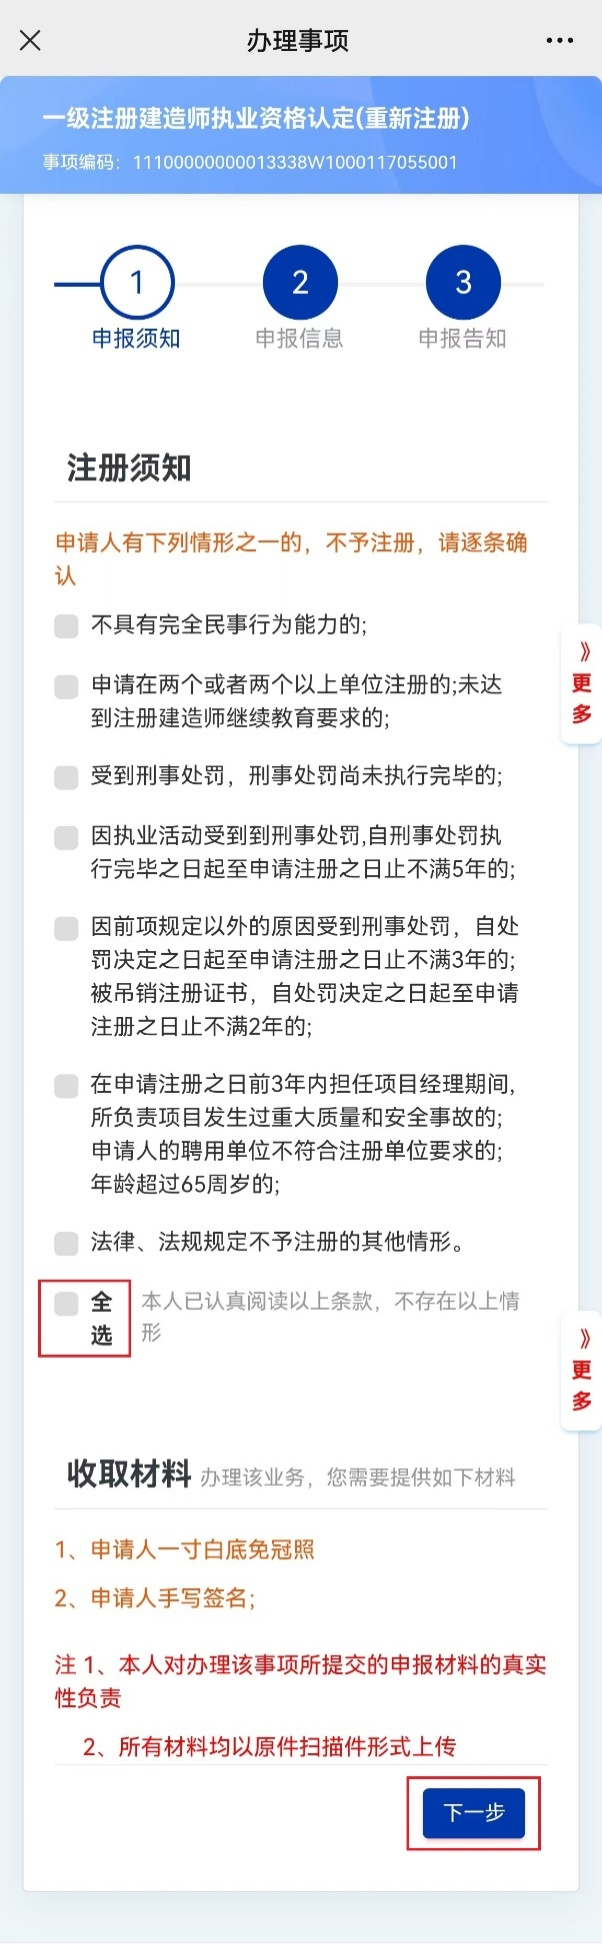 办理事项
一级注册建造师执业资格认定(重新注册)
事项编码：11100000000013338W1000117055001
1
2
3
申报须知
申报信息
申报告知
注册须知
申请人有下列情形之一的，不予注册，请逐条确
认
不具有完全民事行为能力的;
申请在两个或者两个以上单位注册的;未达
到注册建造师继续教育要求的;
受到刑事处罚，刑事处罚尚未执行完毕的;
因执业活动受到到刑事处罚,自刑事处罚执
行完毕之日起至申请注册之日止不满5年的;
因前项规定以外的原因受到刑事处罚，自处
罚决定之日起至申请注册之日止不满3年的;
被吊销注册证书，自处罚决定之日起至申请
注册之日止不满2年的;
在申请注册之日前3年内担任项目经理期间,
所负责项目发生过重大质量和安全事故的;
申请人的聘用单位不符合注册单位要求的;
年龄超过65周岁的;
法律、法规规定不予注册的其他情形。
全
选
本人已认真阅读以上条款，不存在以上情
形
》
更
多
》
更
多
收取材料 办理该业务，您需要提供如下材料
1、申请人一寸白底免冠照
2、申请人手写签名;
注 1、本人对办理该事项所提交的申报材料的真实
性负责
2、所有材料均以原件扫描件形式上传
下一步